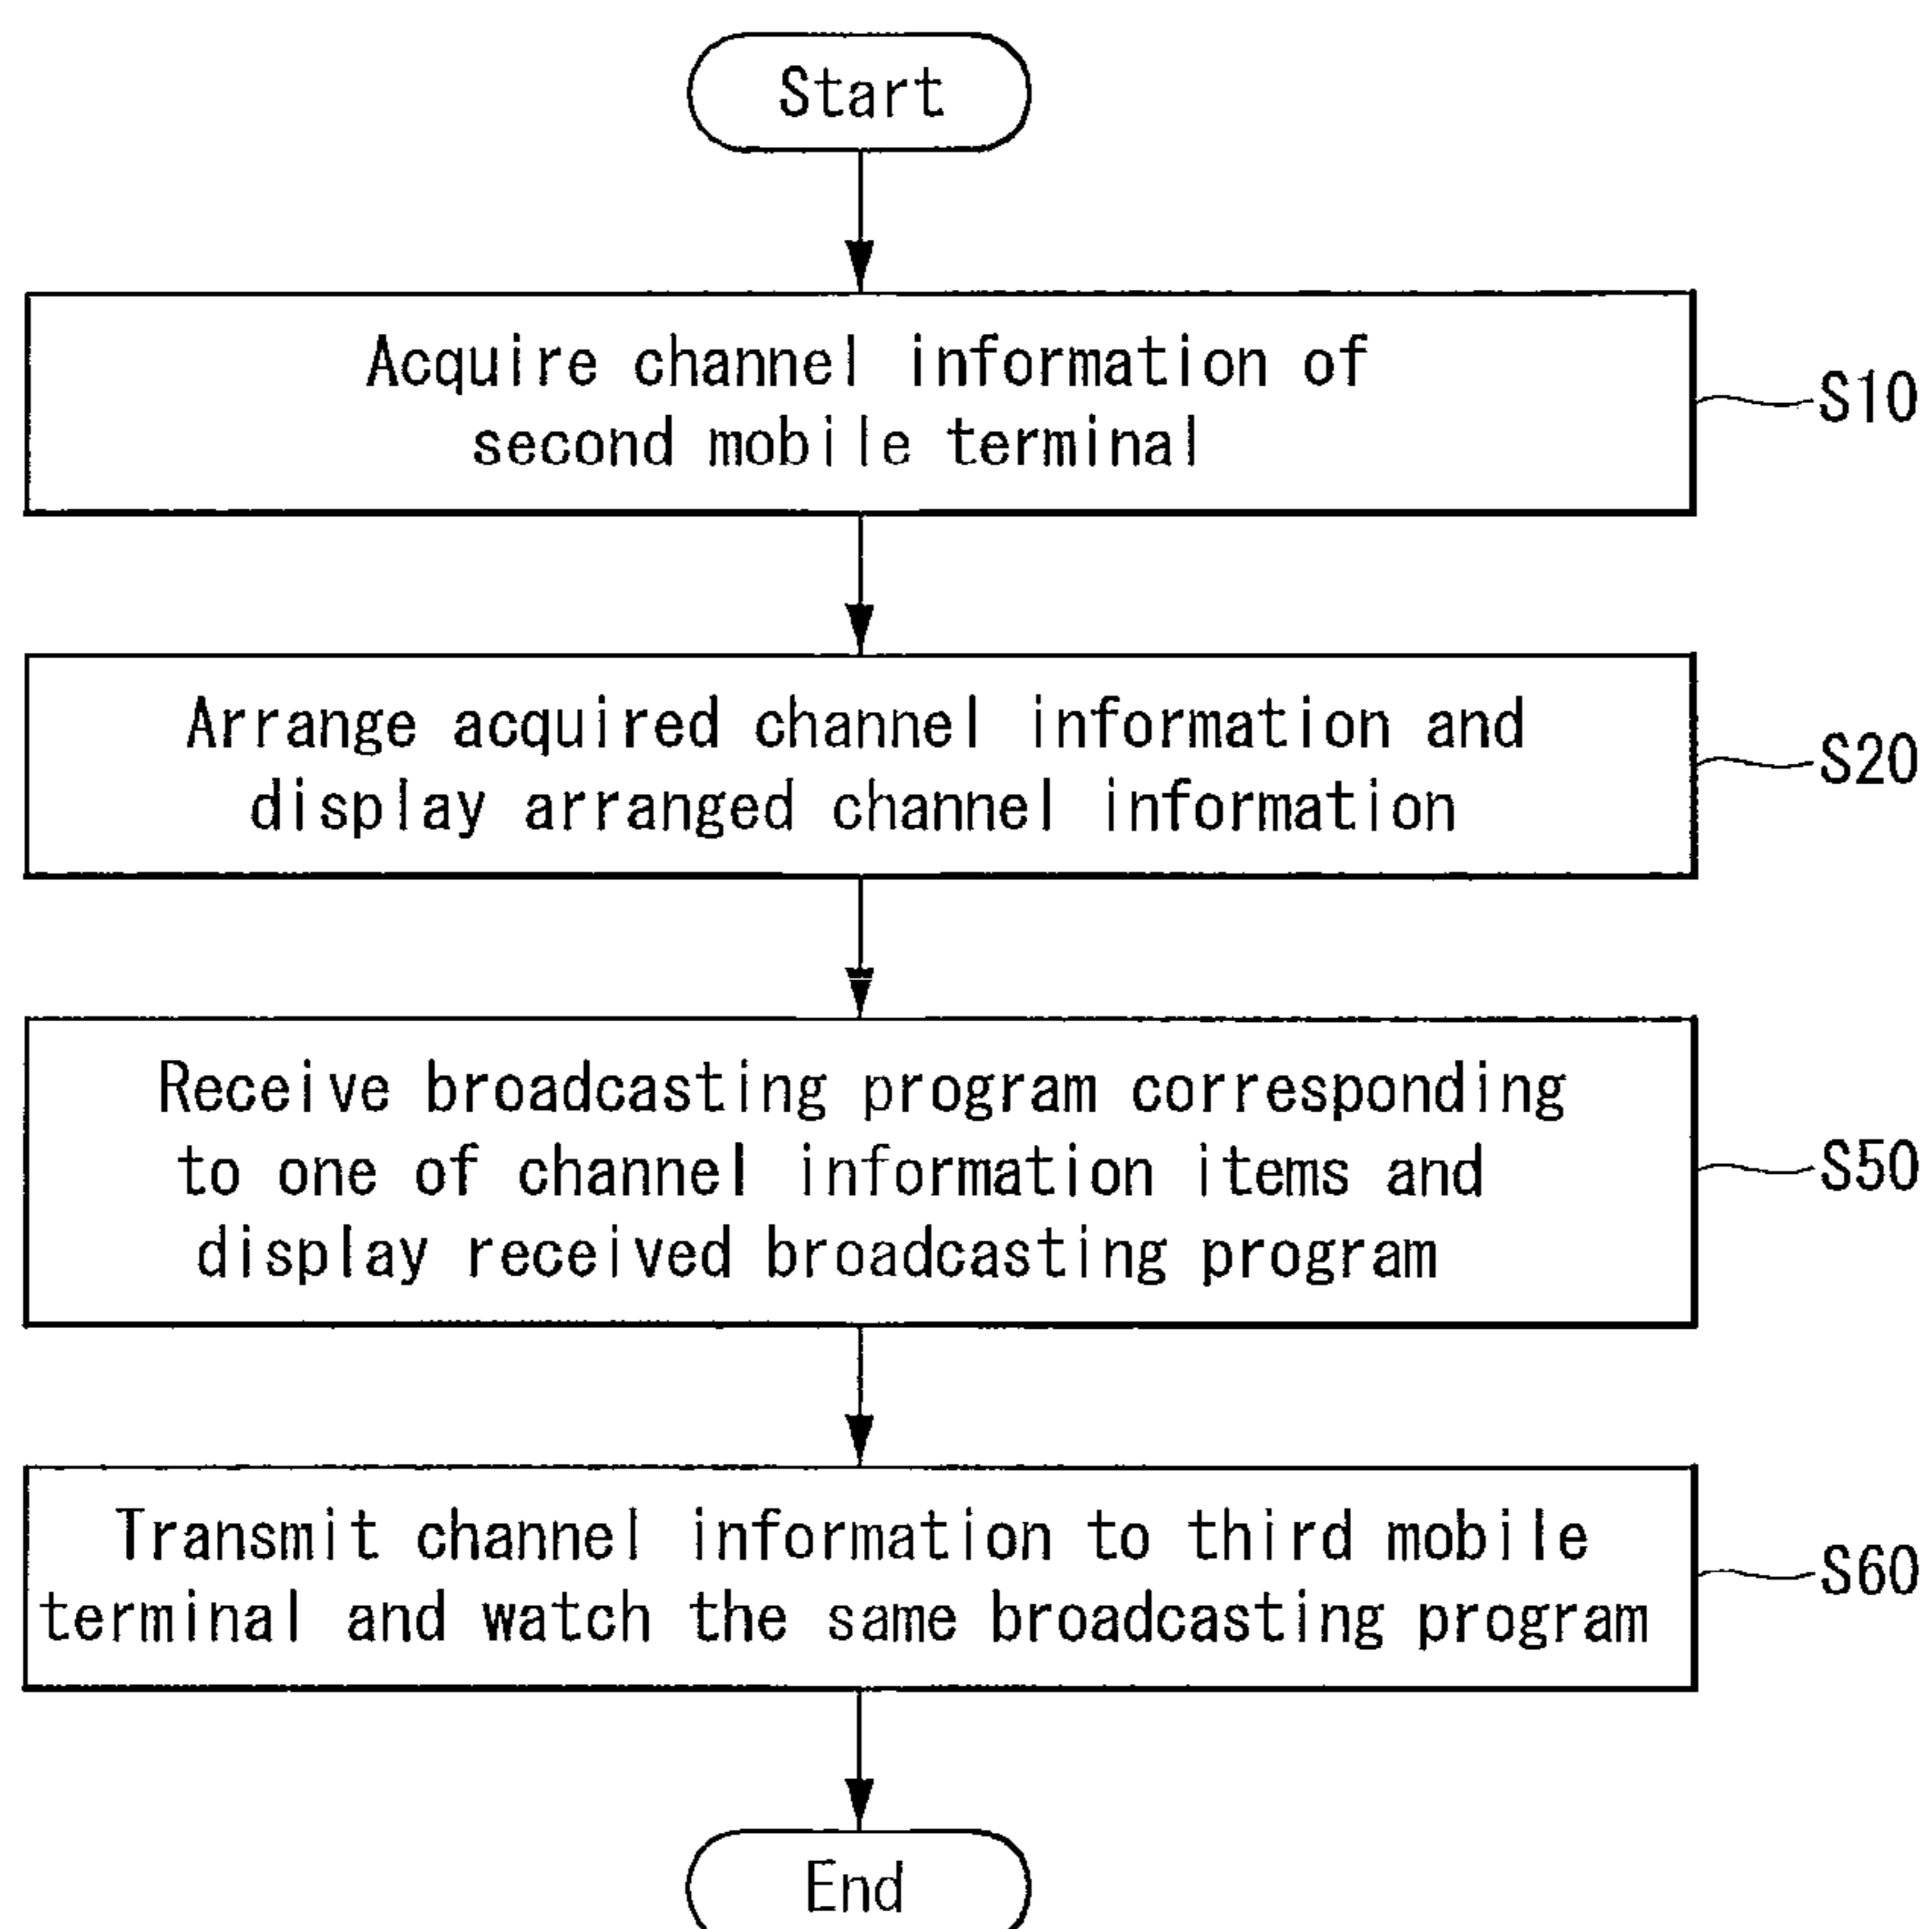 Start
Acquire channel information of
second mobile terminal
S10
Arrange acquired channel information and
display arranged channel information
S20
Receive broadcasting program corresponding
to one of channel information items and
display received broadcasting program
S50
Transmit channel information to third mobile
terminal and watch the same broadcasting program
S60
End